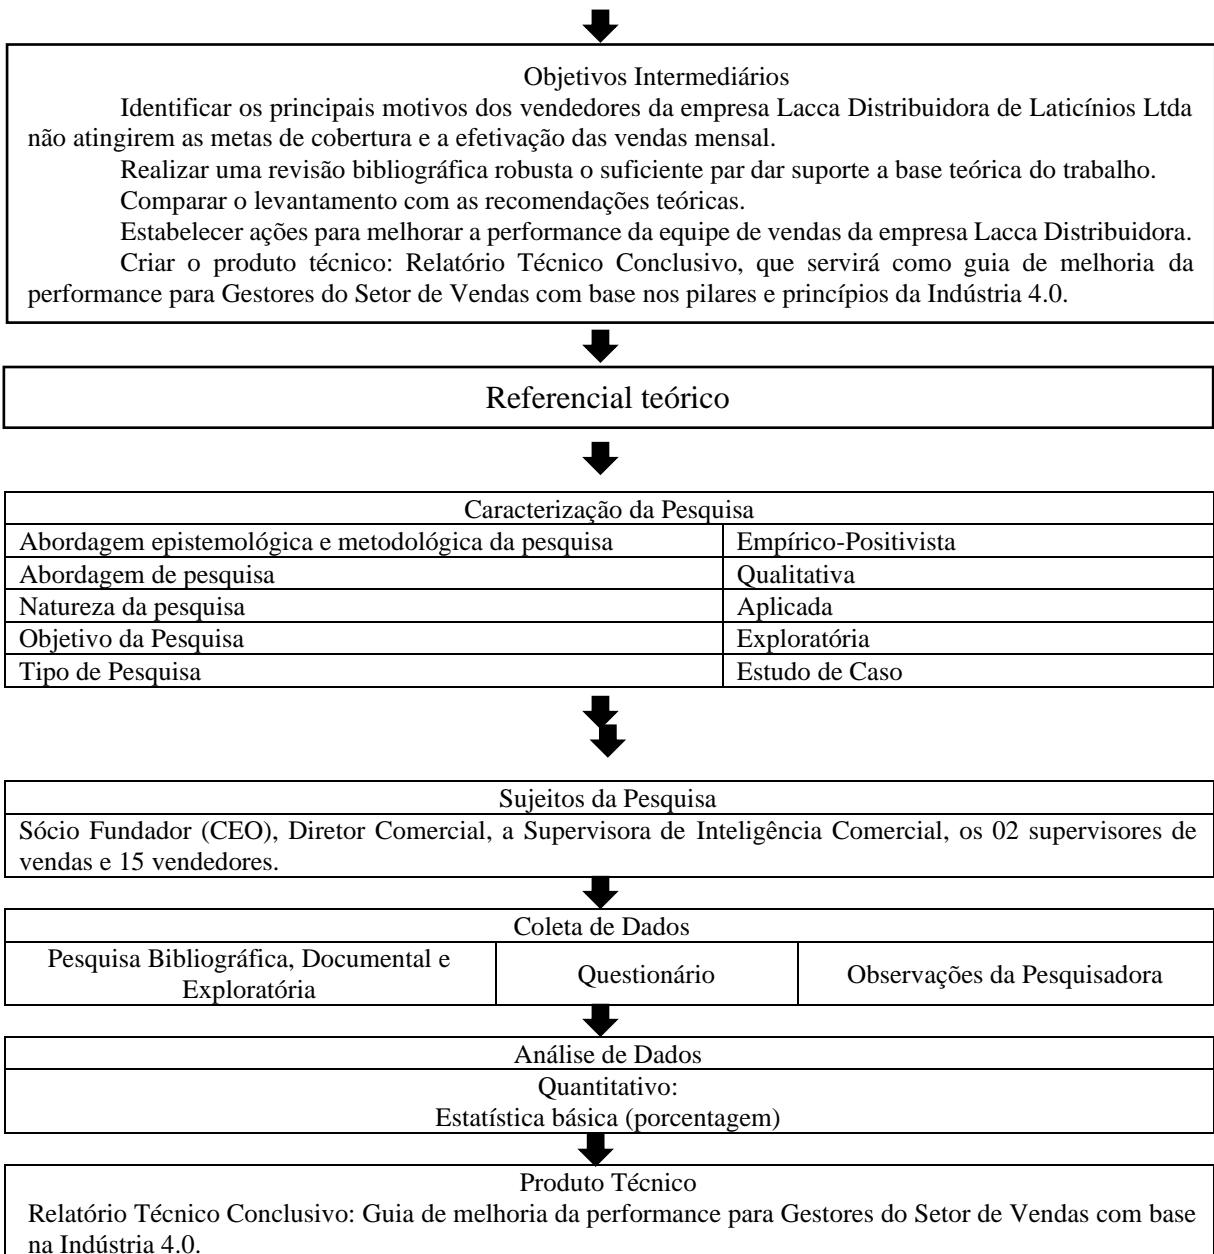 Objetivos Intermediários
Identificar os principais motivos dos vendedores da empresa Lacca Distribuidora de Laticínios Ltda
não atingirem as metas de cobertura e a efetivação das vendas mensal.
Realizar uma revisão bibliográfica robusta o suficiente par dar suporte a base teórica do trabalho.
Comparar o levantamento com as recomendações teóricas.
Estabelecer ações para melhorar a performance da equipe de vendas da empresa Lacca Distribuidora.
Criar o produto técnico: Relatório Técnico Conclusivo, que servirá como guia de melhoria da
performance para Gestores do Setor de Vendas com base nos pilares e princípios da Indústria 4.0.
Referencial teórico
Caracterização da Pesquisa
Abordagem epistemológica e metodológica da pesquisa Empírico-Positivista
Abordagem de pesquisa Qualitativa
Natureza da pesquisa Aplicada
Objetivo da Pesquisa Exploratória
Tipo de Pesquisa Estudo de Caso
Sujeitos da Pesquisa
Sócio Fundador (CEO), Diretor Comercial, a Supervisora de Inteligência Comercial, os 02 supervisores de
vendas e 15 vendedores.
Coleta de Dados
Pesquisa Bibliográfica, Documental e
Exploratória
Questionário
Observações da Pesquisadora
Análise de Dados
Quantitativo:
Estatística básica (porcentagem)
Produto Técnico
Relatório Técnico Conclusivo: Guia de melhoria da performance para Gestores do Setor de Vendas com base
na Indústria 4.0.